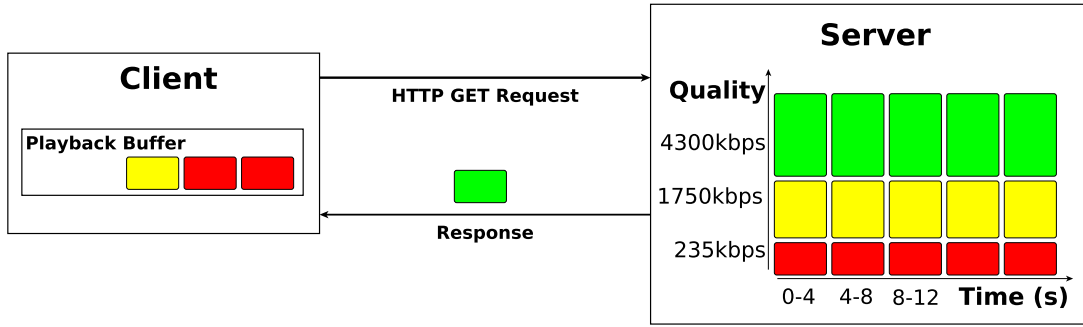 Client
Playback Buffer
HTTP GET Request
Response
Server
Quality
4300kbps
1750kbps
235kbps
0-4 4-8 8-12 Time (s)